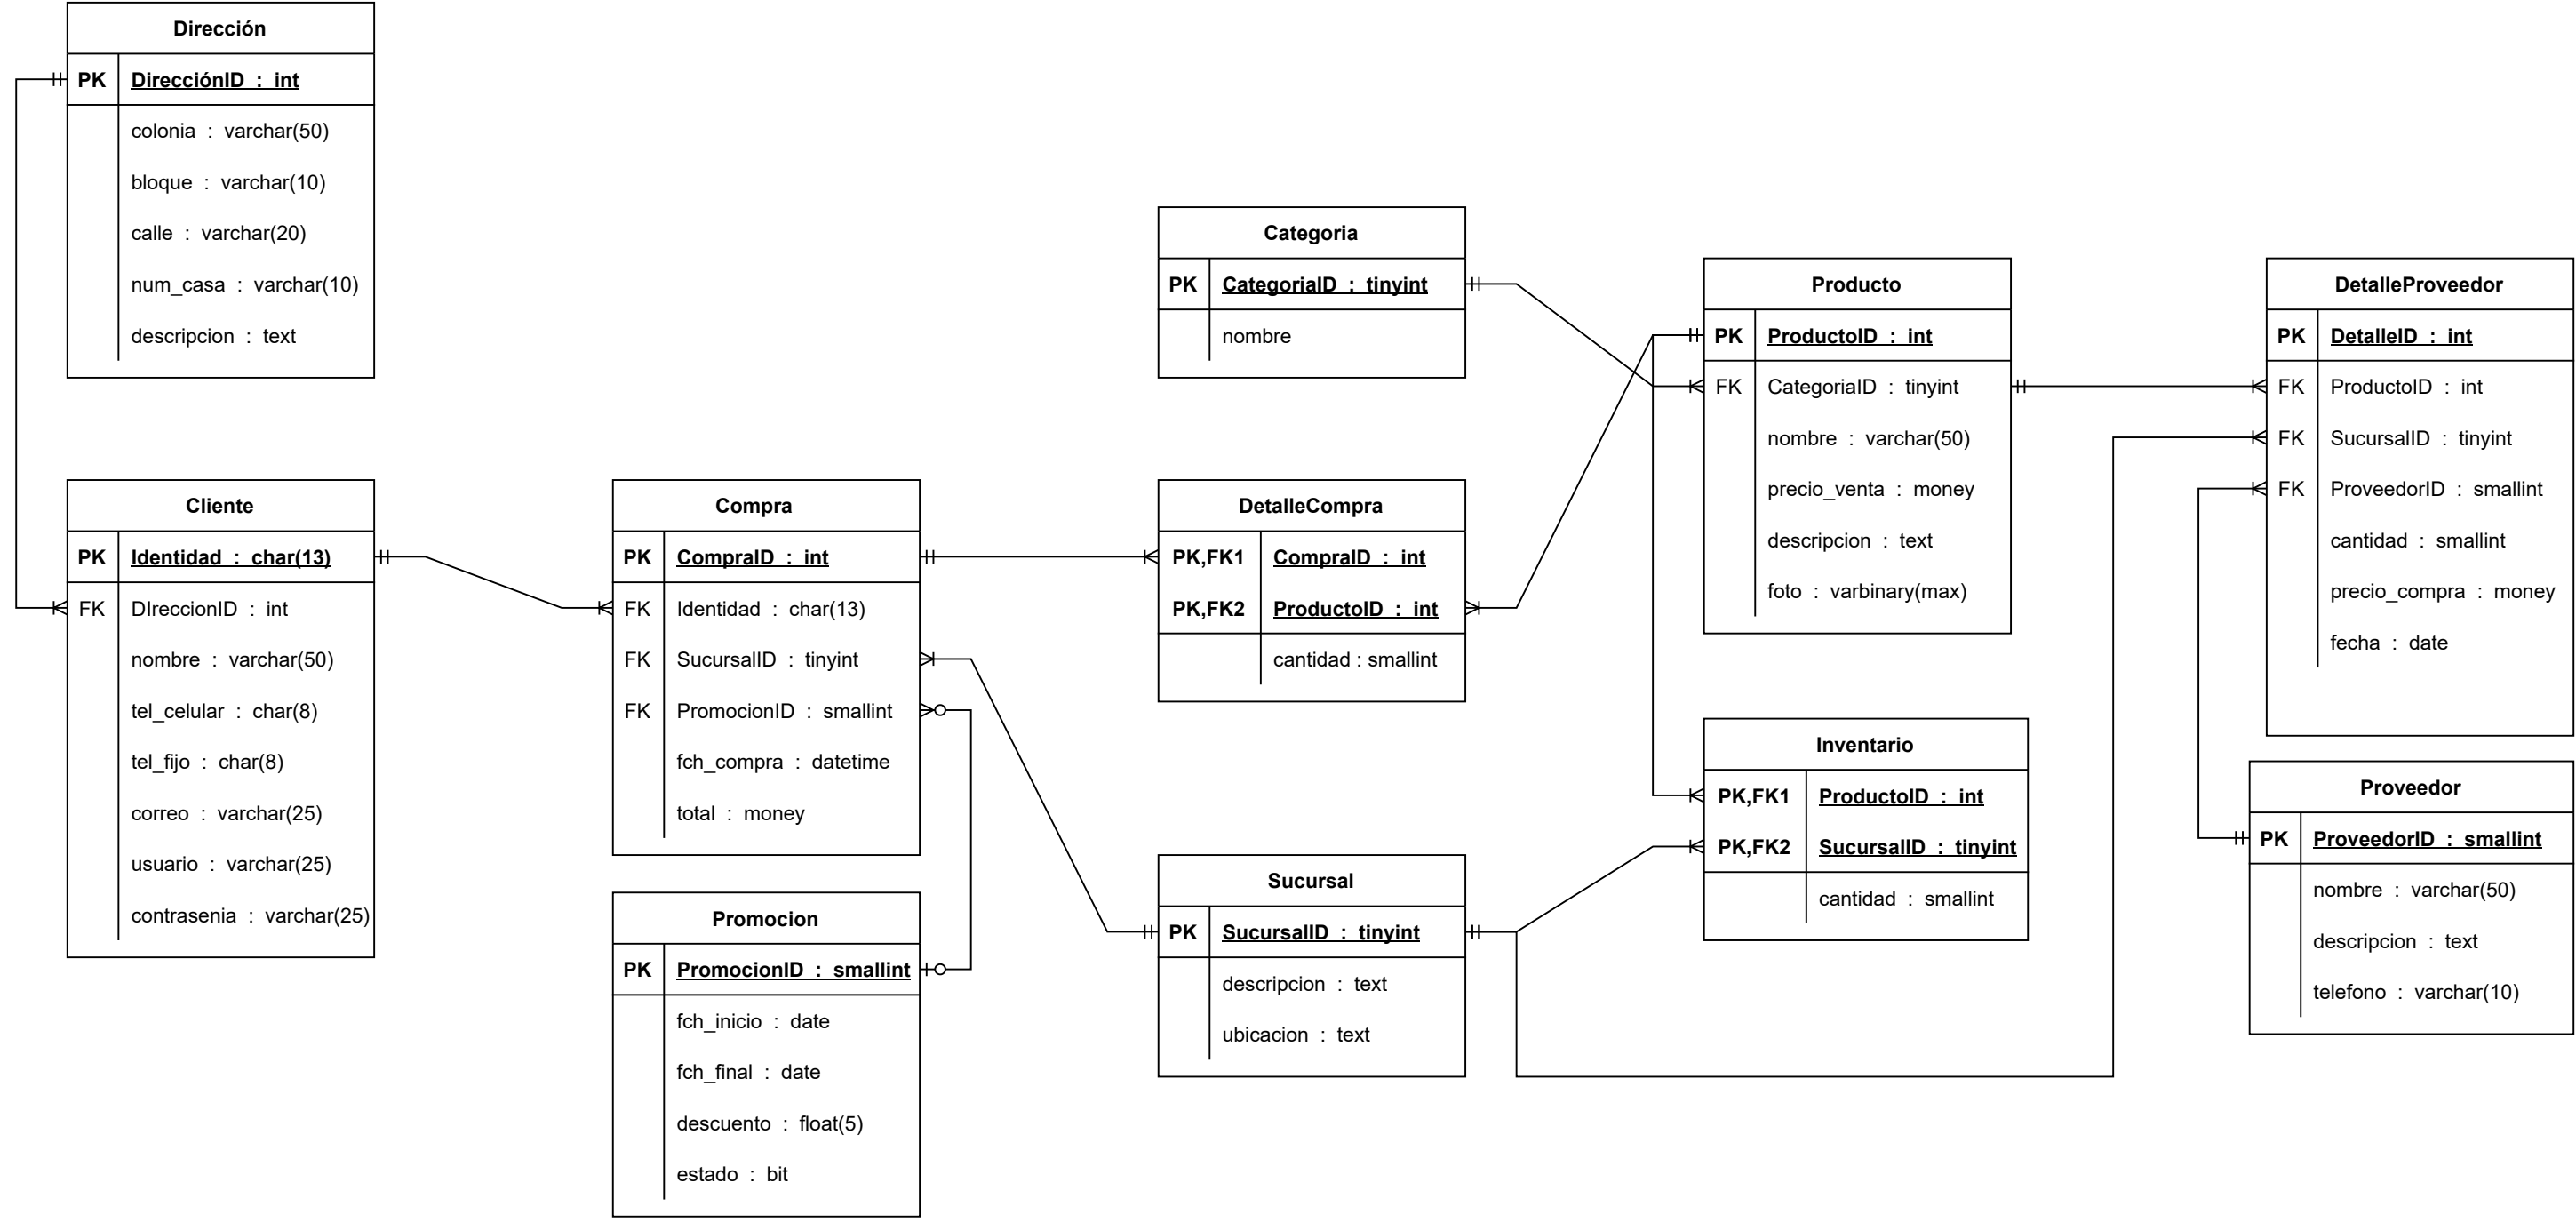 Dirección
PK DirecciónID : int
colonia : varchar(50)
bloque : varchar(10)
calle : varchar(20)
num_casa : varchar(10)
descripcion : text
Cliente
PK Identidad : char(13)
FK DIreccionID : int
nombre : varchar(50)
tel_celular : char(8)
tel_fijo : char(8)
correo : varchar(25)
usuario : varchar(25)
contrasenia : varchar(25)
Compra
PK CompraID : int
FK Identidad : char(13)
FK SucursalID : tinyint
FK PromocionID : smallint
fch_compra : datetime
total : money
Promocion
PK PromocionID : smallint
fch_inicio : date
fch_final : date
descuento : float(5)
estado : bit
Categoria
PK CategoriaID : tinyint
nombre
DetalleCompra
PK,FK1 CompraID : int
PK,FK2 ProductoID : int
cantidad : smallint
Sucursal
PK SucursalID : tinyint
descripcion : text
ubicacion : text
Producto
PK ProductoID : int
FK CategoriaID : tinyint
nombre : varchar(50)
precio_venta : money
descripcion : text
foto : varbinary(max)
Inventario
PK,FK1 ProductoID : int
PK,FK2 SucursalID : tinyint
cantidad : smallint
DetalleProveedor
PK DetalleID : int
FK ProductoID : int
FK SucursalID : tinyint
FK ProveedorID : smallint
cantidad : smallint
precio_compra : money
fecha : date
Proveedor
PK ProveedorID : smallint
nombre : varchar(50)
descripcion : text
telefono : varchar(10)